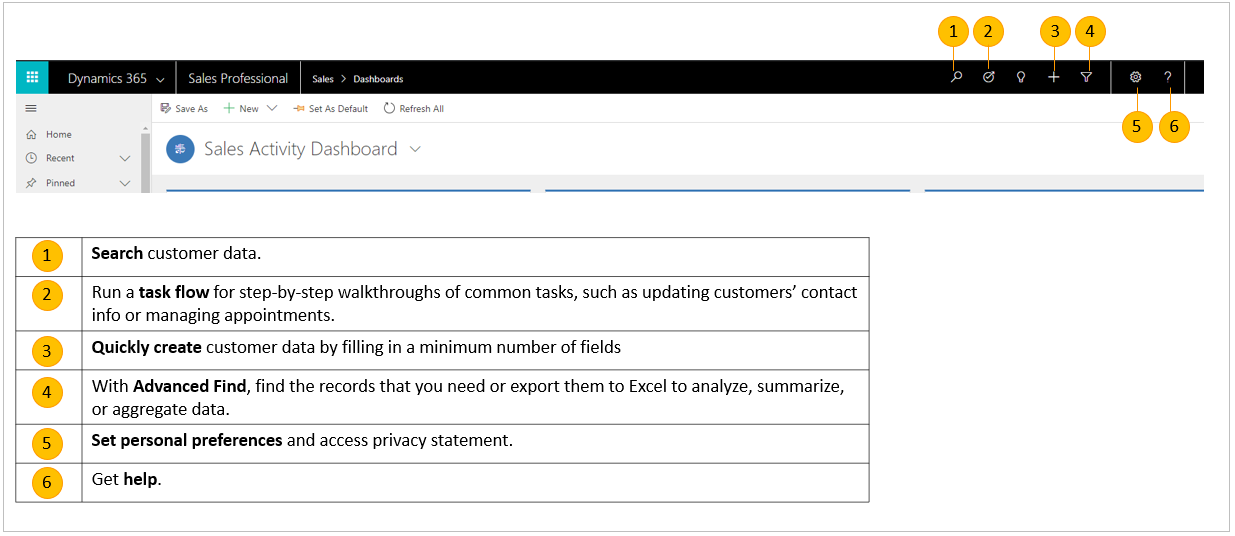 1 2 3 4
Dynamics 365 Sales Professional Sales > Dashboards ?
Save As + New Set As Default Refresh All
5 6
Home
Sales Activity Dashboard
Recent
Pinned
1 Search customer data.
2 Run a task flow for step-by-step walkthroughs of common tasks, such as updating customers’ contact
info or managing appointments.
3 Quickly create customer data by filling in a minimum number of fields
4 With Advanced Find, find the records that you need or export them to Excel to analyze, summarize,
or aggregate data.
5 Set personal preferences and access privacy statement.
6 Get help.